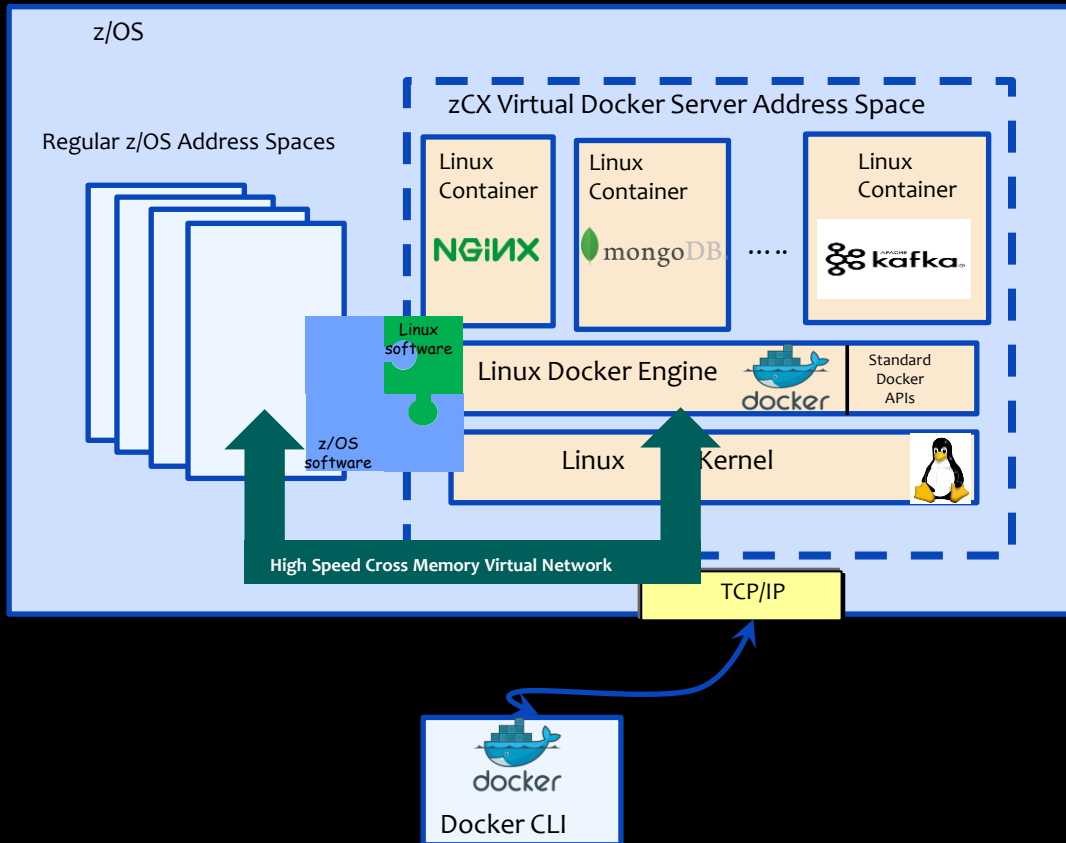 z/OS
zCX Virtual Docker Server Address Space
Regular z/OS Address Spaces
Linux
Container
NGINX
Linux
Container
mongoDB.
.....
Linux
Container
APACHE
kafka®
Linux
software
z/OS
software
Linux Docker Engine
docker
Standard
Docker
APIs
Linux Kernel
High Speed Cross Memory Virtual Network
TCP/IP
docker
Docker CLI